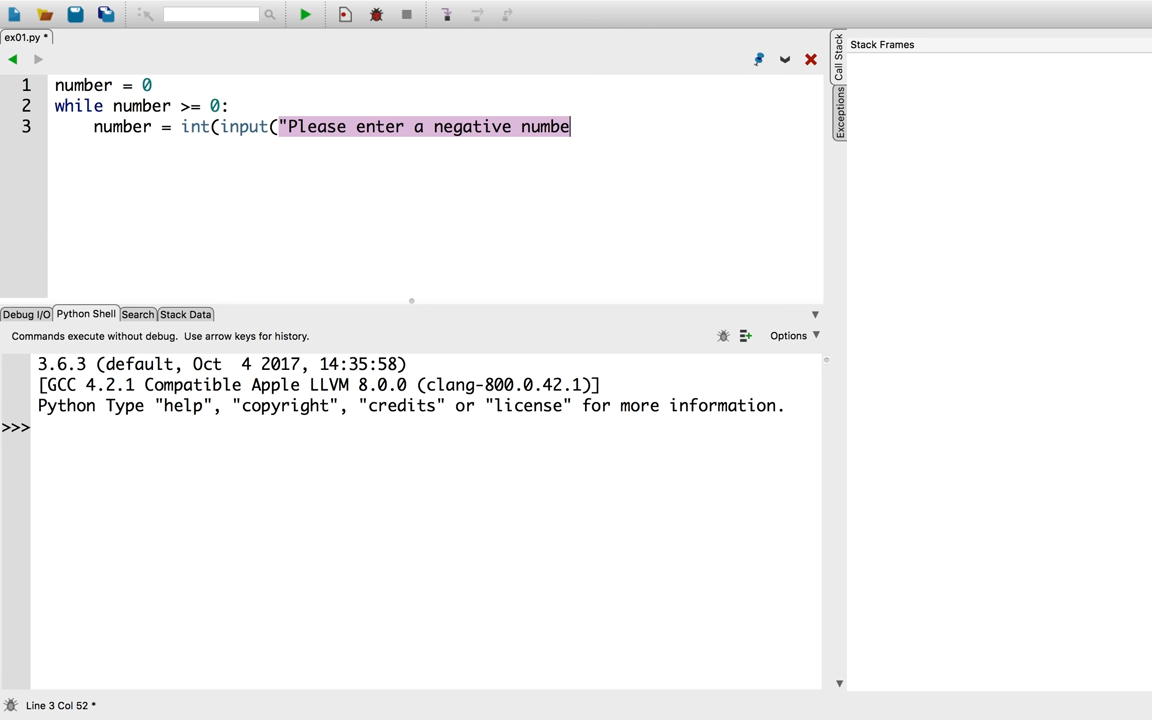 ex01.py *
Call Stack
Stack Frames
Exceptions
1 number = 0
2 while number >= 0:
3 number = int(input("Please enter a negative numbe
Debug I/O Python Shell Search Stack Data
Commands execute without debug. Use arrow keys for history.
Options
3.6.3 (default, Oct 4 2017, 14:35:58)
[GCC 4.2.1 Compatible Apple LLVM 8.0.0 (clang-800.0.42.1)]
Python Type "help", "copyright", "credits" or "license" for more information.
>>>
Line 3 Col 52 *